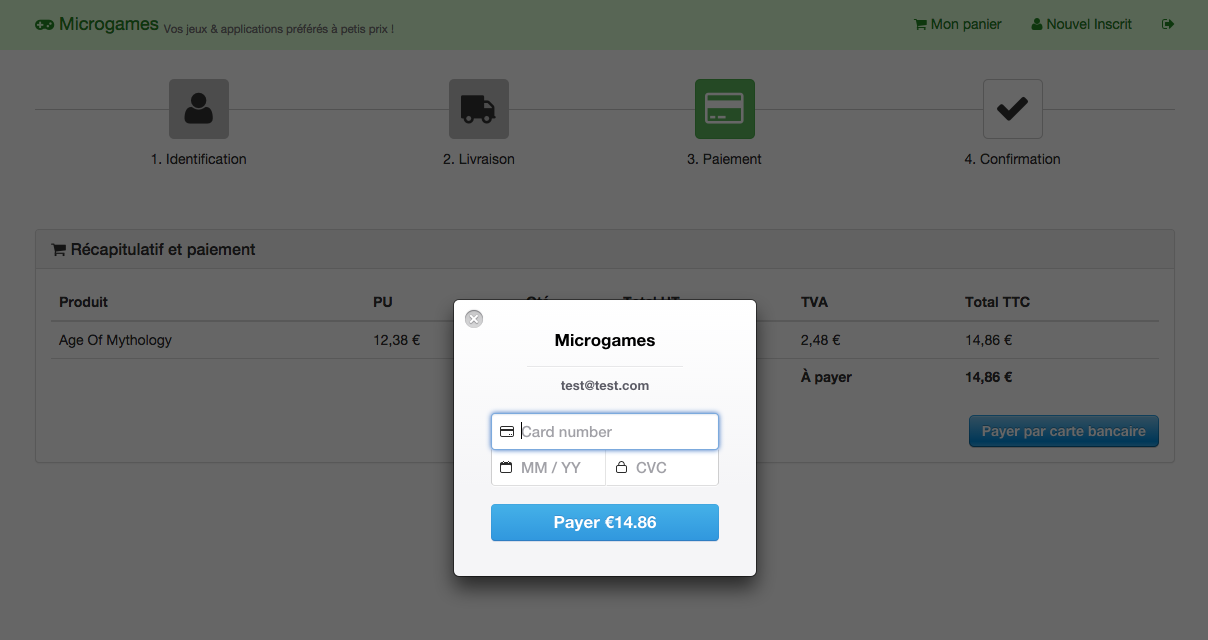 Microgames Vos jeux & applications préférés à petis prix !
Mon panier Nouvel Inscrit
1. Identification 2. Livraison 3. Paiement 4. Confirmation
Récapitulatif et paiement
Produit PU Qté Total HT TVA Total TTC
Age Of Mythology 12,38 € 2,48 € 14,86 €
À payer 14,86 €
Payer par carte bancaire
Microgames
test@test.com
Card number
MM / YY CVC
Payer €14.86